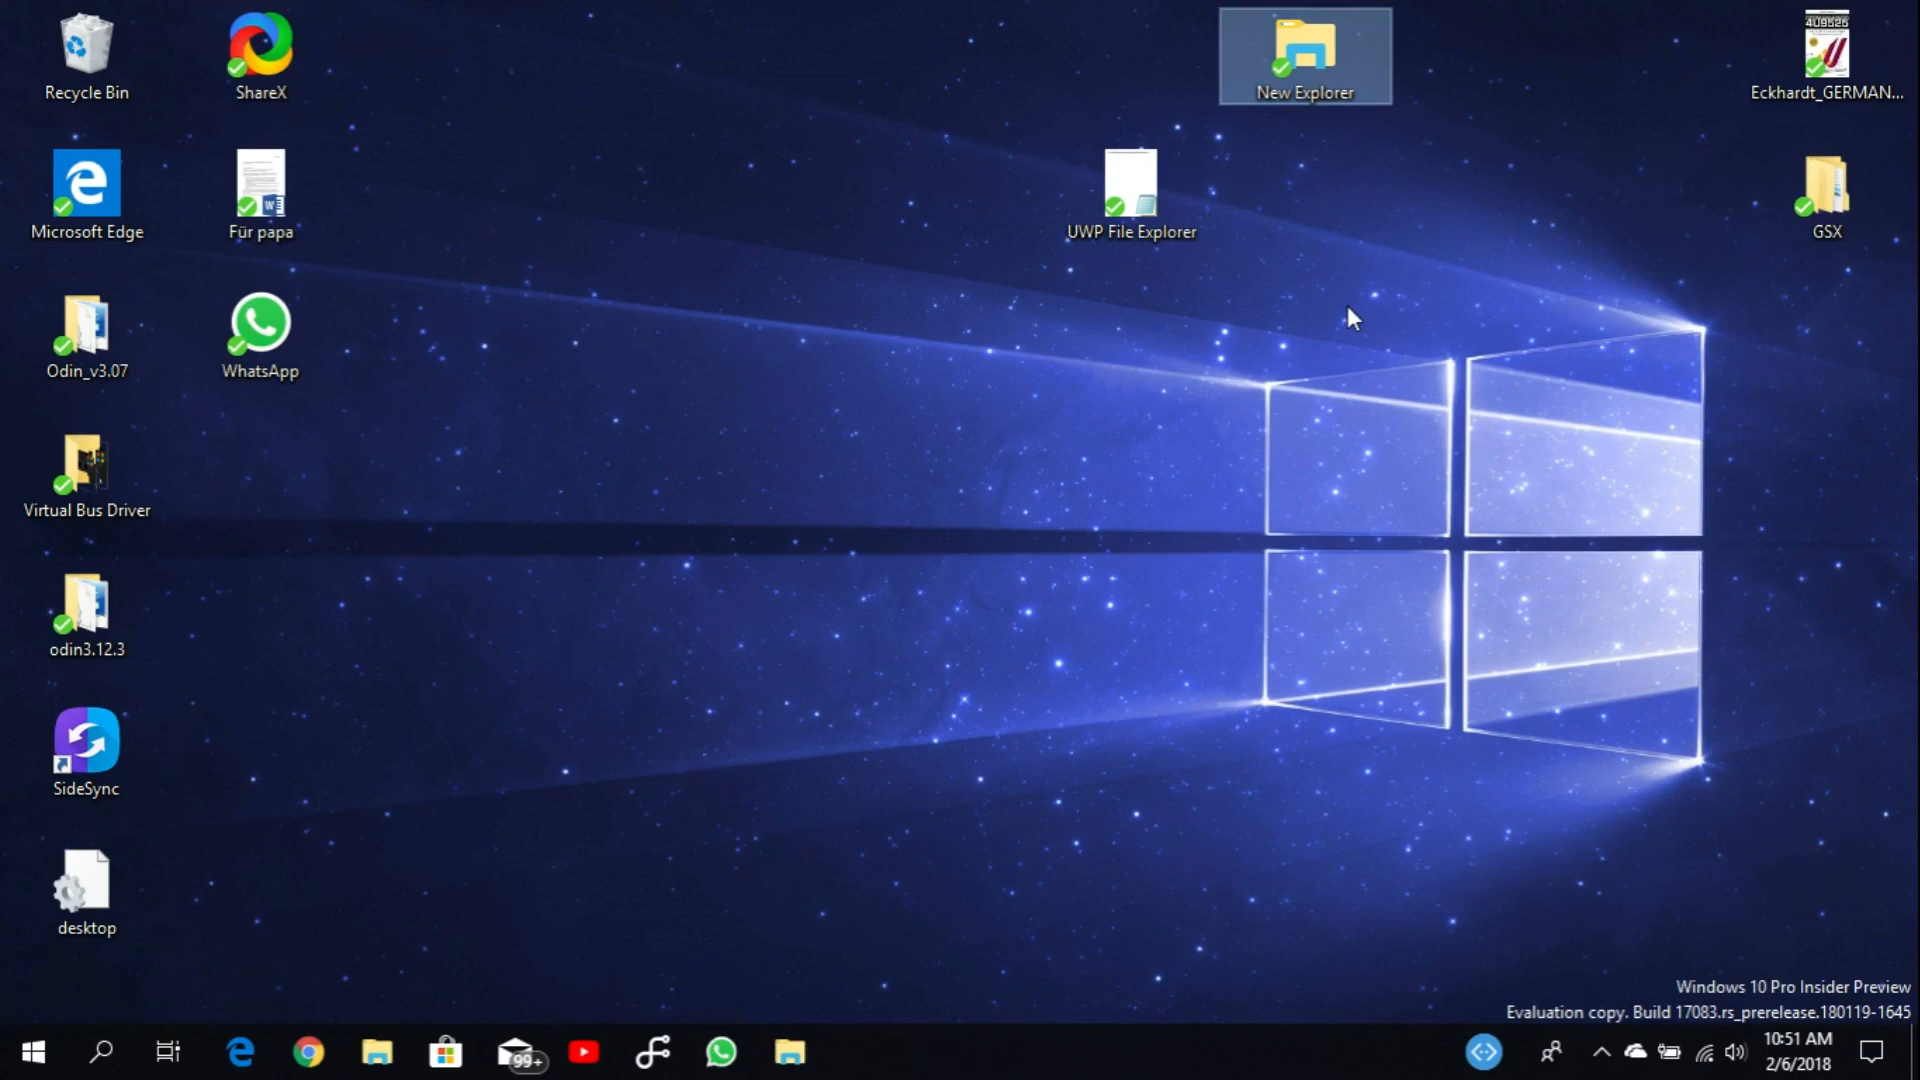 Recycle Bin
ShareX
New Explorer
4U9525
Eckhardt_GERMAN...
Microsoft Edge
Für papa
UWP File Explorer
GSX
Odin_v3.07
WhatsApp
Virtual Bus Driver
odin3.12.3
SideSync
desktop
Windows 10 Pro Insider Preview
Evaluation copy. Build 17083.rs_prerelease.180119-1645
99+
10:51 AM
2/6/2018